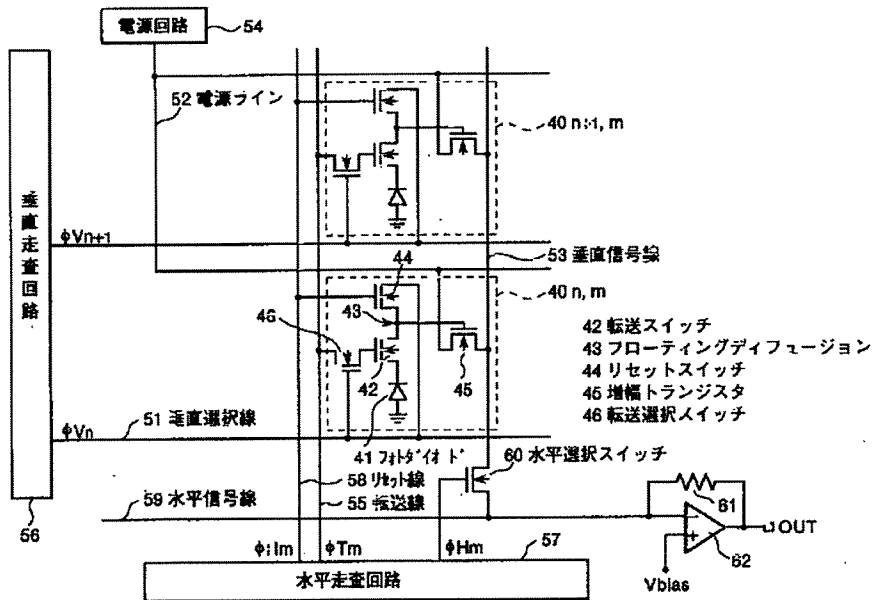 電源回路
54
52 電源ライン
40 n+1, m
垂直走査回路
ϕVn+1
53 垂直信号線
44
40 n, m
46
43
42
45
42 転送スイッチ
43 フローティングディフュージョン
44 リセットスイッチ
45 増幅トランジスタ
46 転送選択スイッチ
ϕVn
51 垂直選択線
41 フォトダイオード
60 水平選択スイッチ
58 リセット線
59 水平信号線
55 転送線
61
56
OUT
62
ϕTm
ϕHm
57
Vbias
水平走査回路